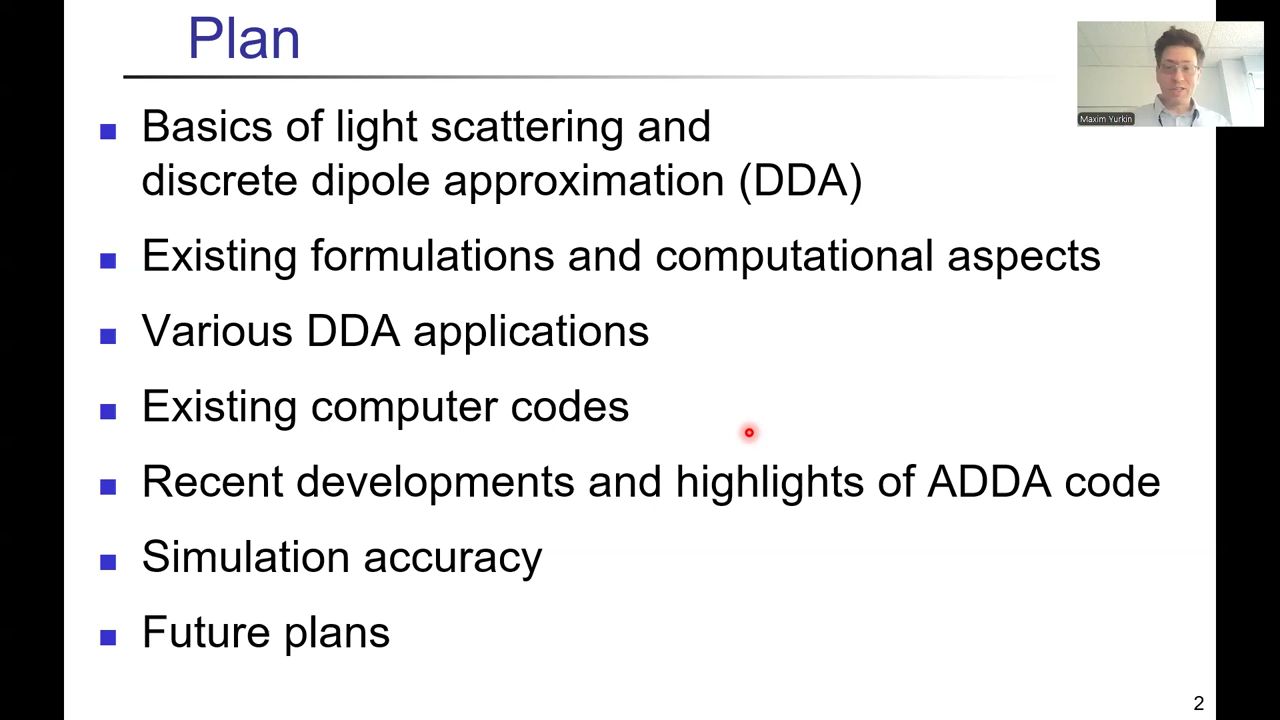 Plan
Maxim Yurkin
Basics of light scattering and
discrete dipole approximation (DDA)
Existing formulations and computational aspects
Various DDA applications
Existing computer codes
Recent developments and highlights of ADDA code
Simulation accuracy
Future plans
2